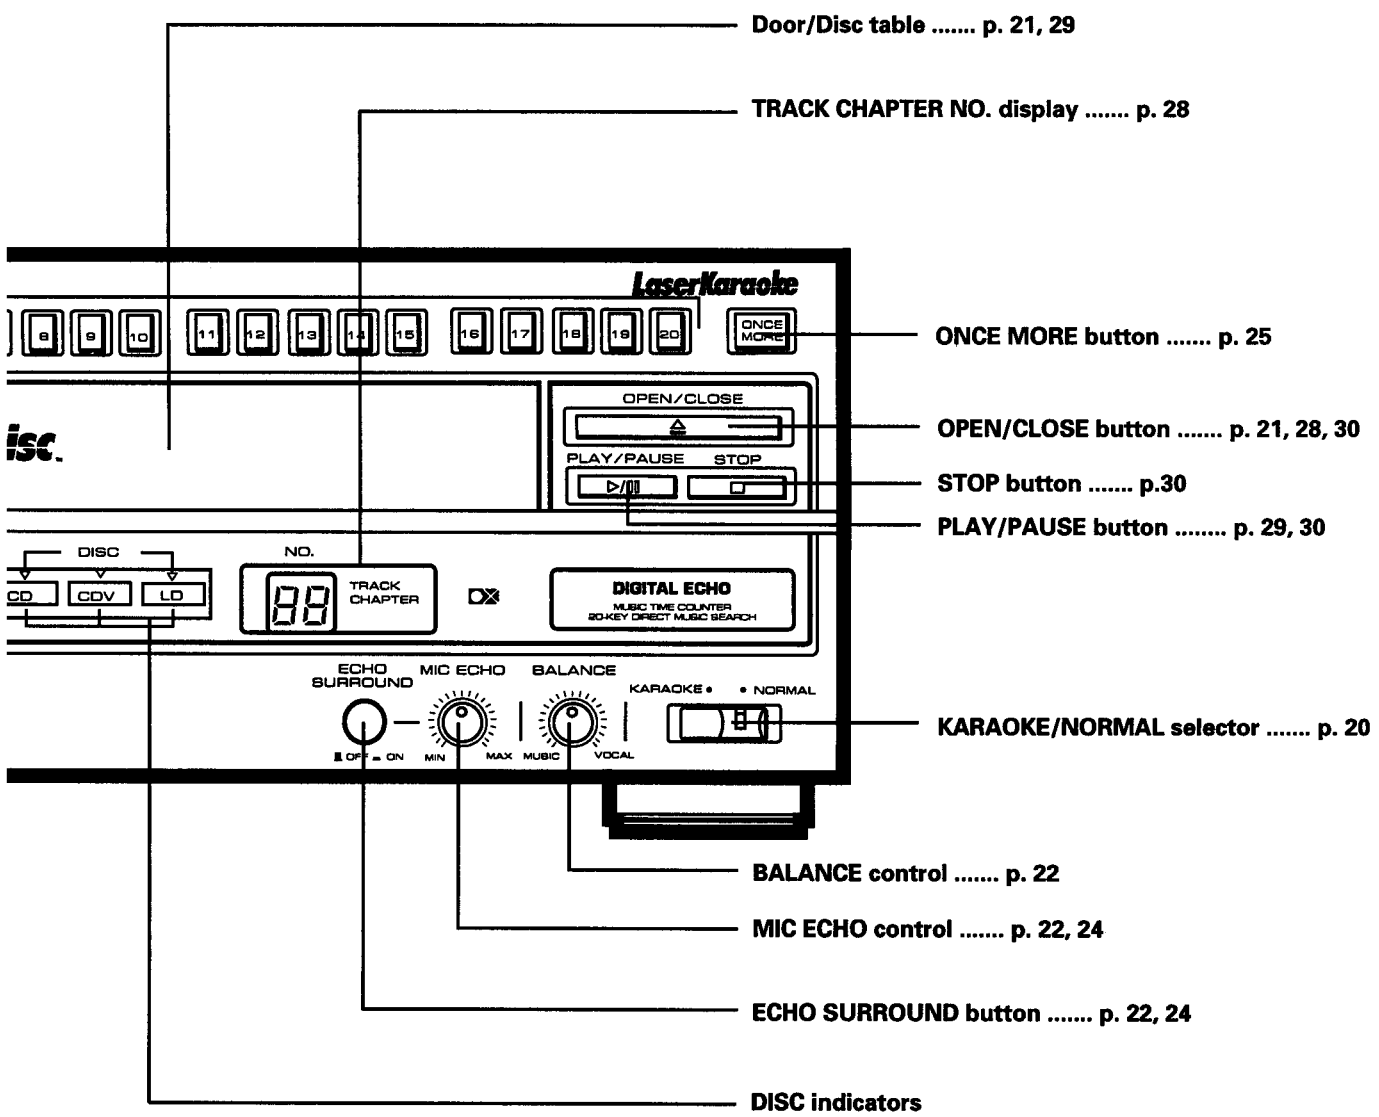 Door/Disc table ....... p. 21, 29
TRACK CHAPTER NO. display ....... p. 28
LaserKaraoke
8 9 10 11 12 13 14 15 16 17 18 19 20 ONCE MORE
ONCE MORE button ....... p. 25
OPEN/CLOSE
OPEN/CLOSE button ....... p. 21, 28, 30
isc.
PLAY/PAUSE STOP
STOP button ....... p.30
PLAY/PAUSE button ........ p. 29, 30
DISC
NO.
CD CDV LD
88
TRACK
CHAPTER
DIGITAL ECHO
MUSIC TIME COUNTER
20-KEY DIRECT MUSIC SEARCH
ECHO
SURROUND
MIC ECHO
BALANCE
KARAOKE • • NORMAL
KARAOKE/NORMAL selector ....... p. 20
OFF ON
MIN MAX
MUSIC VOCAL
BALANCE control ....... p. 22
MIC ECHO control ....... p. 22, 24
ECHO SURROUND button ....... p. 22, 24
DISC indicators